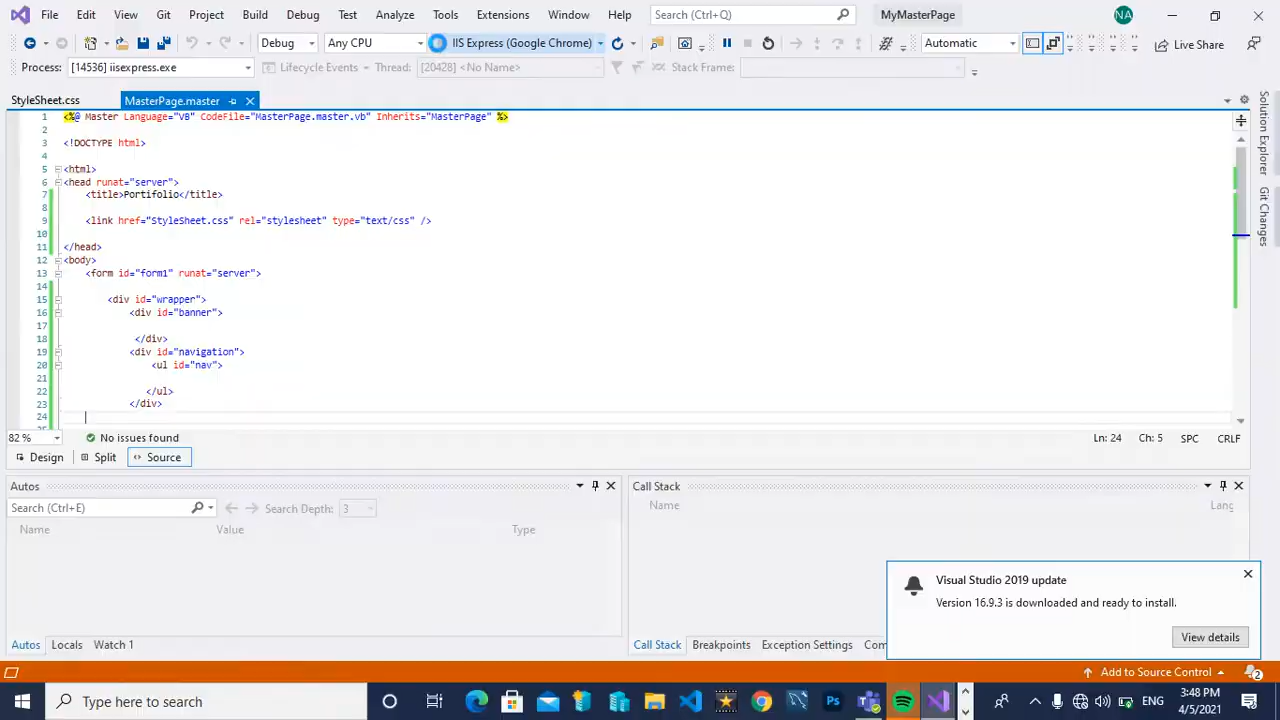 File Edit View Git Project Build Debug Test Analyze Tools Extensions Window Help Search (Ctrl+Q) MyMasterPage NA
Debug Any CPU IIS Express (Google Chrome) Automatic Live Share
Process: [14536] iisexpress.exe Lifecycle Events Thread: [20428] <No Name> Stack Frame:
StyleSheet.css MasterPage.master
1 <%@ Master Language="VB" CodeFile="MasterPage.master.vb" Inherits="MasterPage" %>
2
3 <!DOCTYPE html>
4
5 <html>
6 <head runat="server">
7 <title>Portifolio</title>
8
9 <link href="StyleSheet.css" rel="stylesheet" type="text/css" />
10
11 </head>
12 <body>
13 <form id="form1" runat="server">
14
15 <div id="wrapper">
16 <div id="banner">
17
18 </div>
19 <div id="navigation">
20 <ul id="nav">
21
22 </ul>
23 </div>
24
Solution Explorer
Git Changes
82 % No issues found Ln: 24 Ch: 5 SPC CRLF
Design Split Source
Autos
Search (Ctrl+E) Search Depth: 3
Name Value Type
Call Stack
Name Lang
Visual Studio 2019 update
Version 16.9.3 is downloaded and ready to install.
View details
Autos Locals Watch 1
Call Stack Breakpoints Exception Settings Com
Add to Source Control 2
Type here to search Ps ENG 3:48 PM
4/5/2021